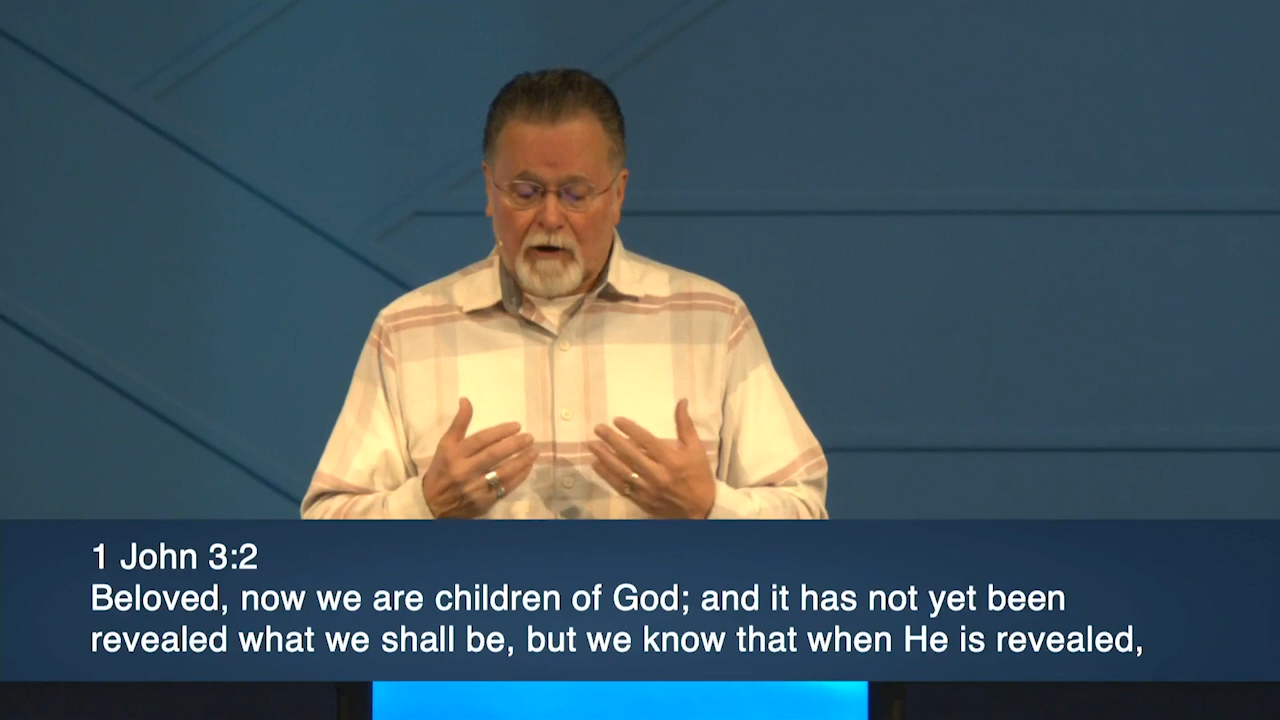 1 John 3:2
Beloved, now we are children of God; and it has not yet been
revealed what we shall be, but we know that when He is revealed,